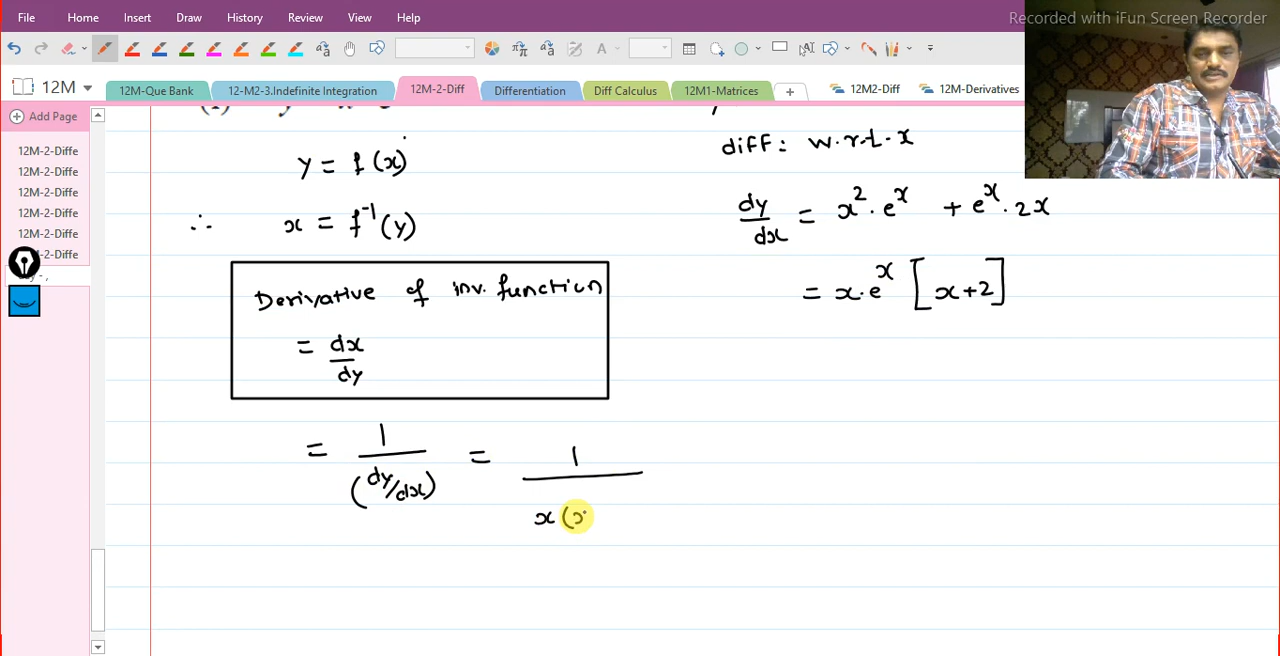 File Home Insert Draw History Review View Help
Recorded with iFun Screen Recorder
12M 12M-Que Bank 12-M2-3.Indefinite Integration 12M-2-Diff Differentiation Diff Calculus 12M1-Matrices + 12M2-Diff 12M-Derivatives
Add Page
12M-2-Diffe
12M-2-Diffe
12M-2-Diffe
12M-2-Diffe
12M-2-Diffe
-2-Diffe
y = f(x)
∴ x = f⁻¹(y)
Derivative of inv. function
= dx/dy
= 1/(dy/dx) = 1/x(x
diff: w.r.t. x
dy/dx = x²·eˣ + eˣ·2x
= x·eˣ [x+2]